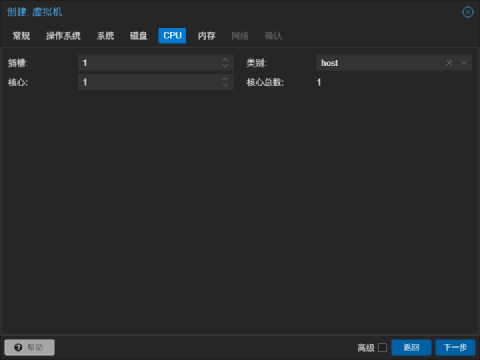 创建: 虚拟机
常规 操作系统 系统 磁盘 CPU 内存 网络 确认
插槽: 1 类别: host
核心: 1 核心总数: 1
帮助 高级 返回 下一步